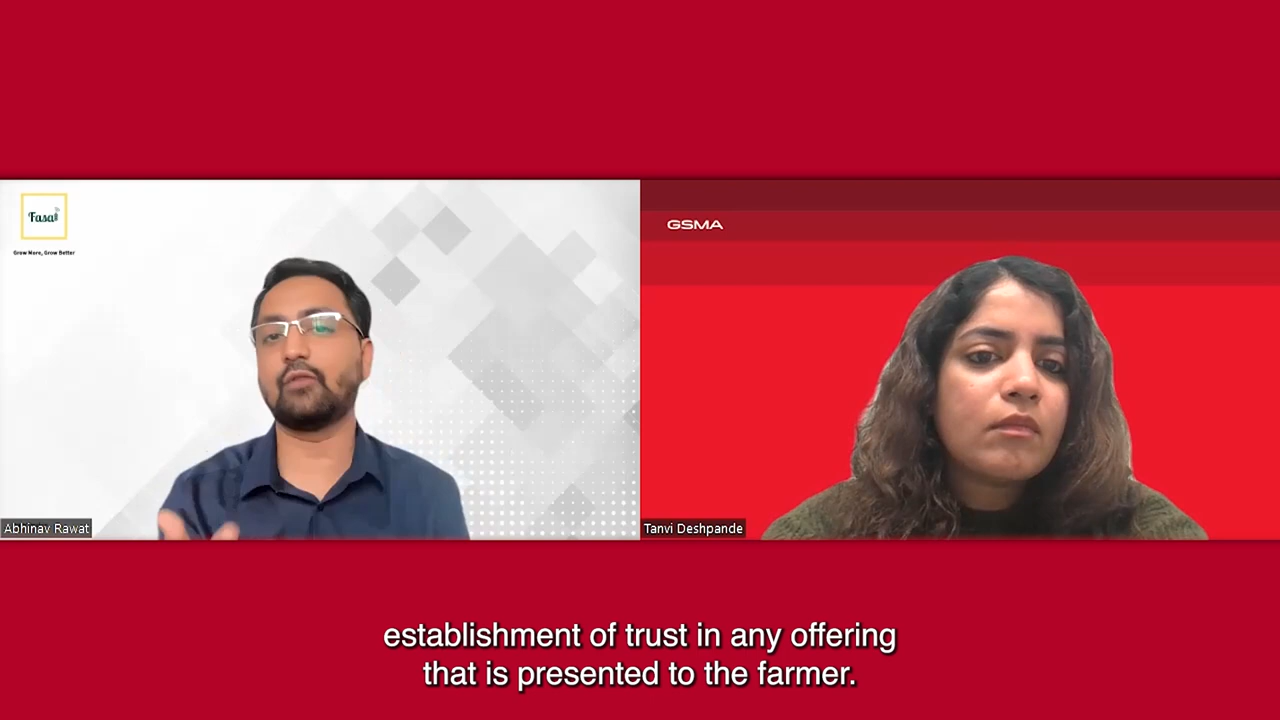 Fasal
Grow More, Grow Better
GSMA
Abhinav Rawat
Tanvi Deshpande
establishment of trust in any offering
that is presented to the farmer.